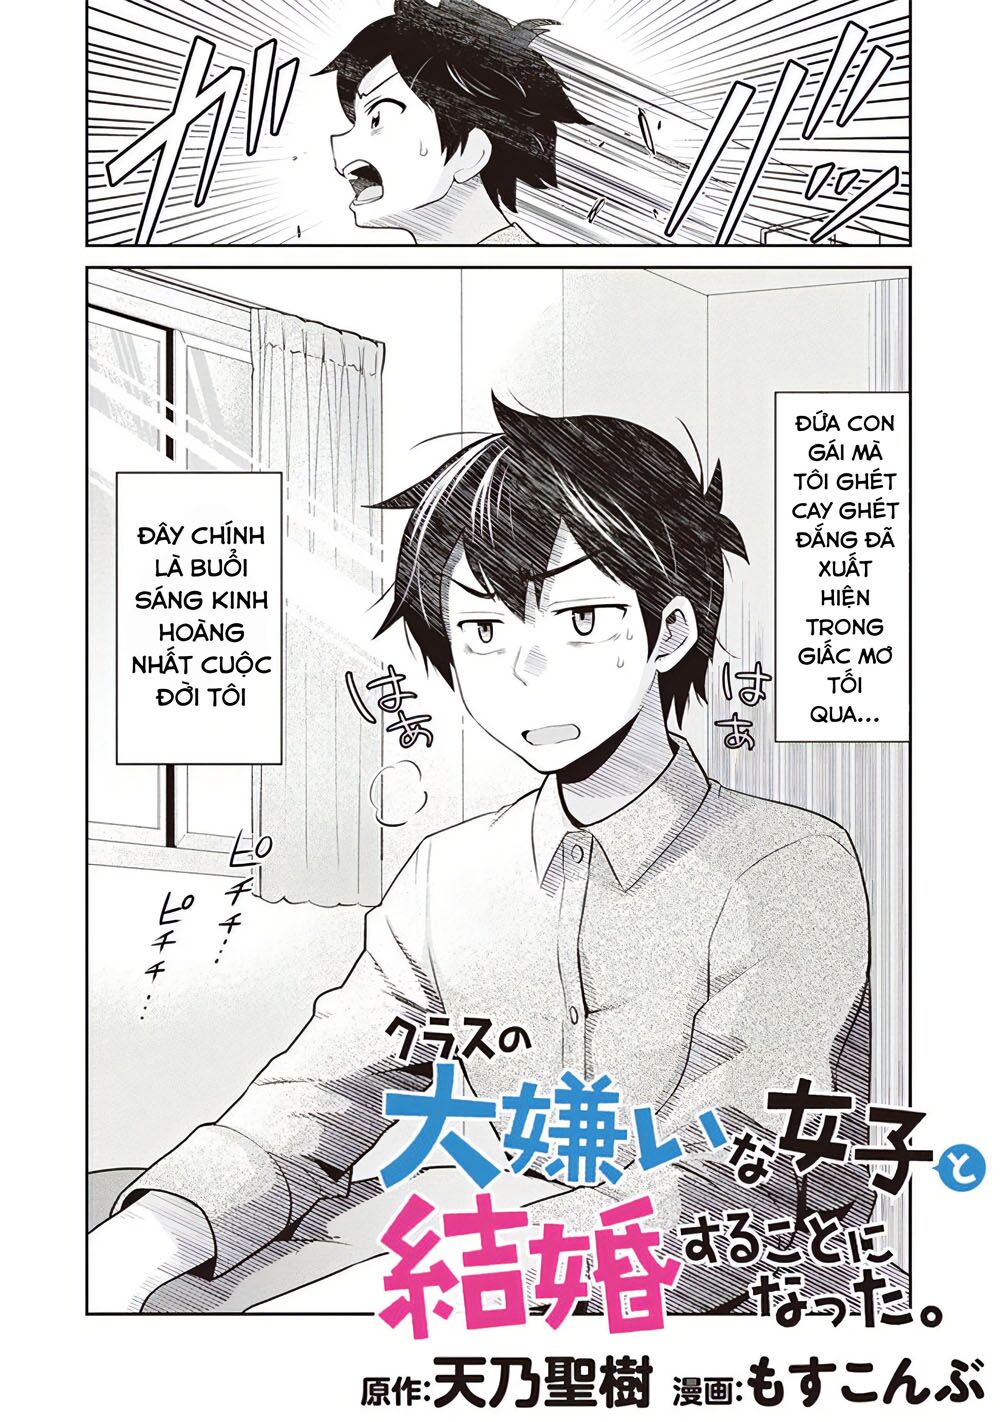 ガバッ
ĐỨA CON
GÁI MÀ
TÔI GHÉT
CAY GHÉT
ĐẮNG ĐÃ
XUẤT
HIỆN
TRONG
GIẤC MƠ
TỐI
QUA...
ĐÂY CHÍNH
LÀ BUỔI
SÁNG KINH
HOÀNG
NHẤT CUỘC
ĐỜI TÔI
はぁ
はぁ
ピチチ…
ピチチ…
クラスの
大嫌いな女子と
結婚することに
なった。
原作:天乃聖樹 漫画:もすこんぶ